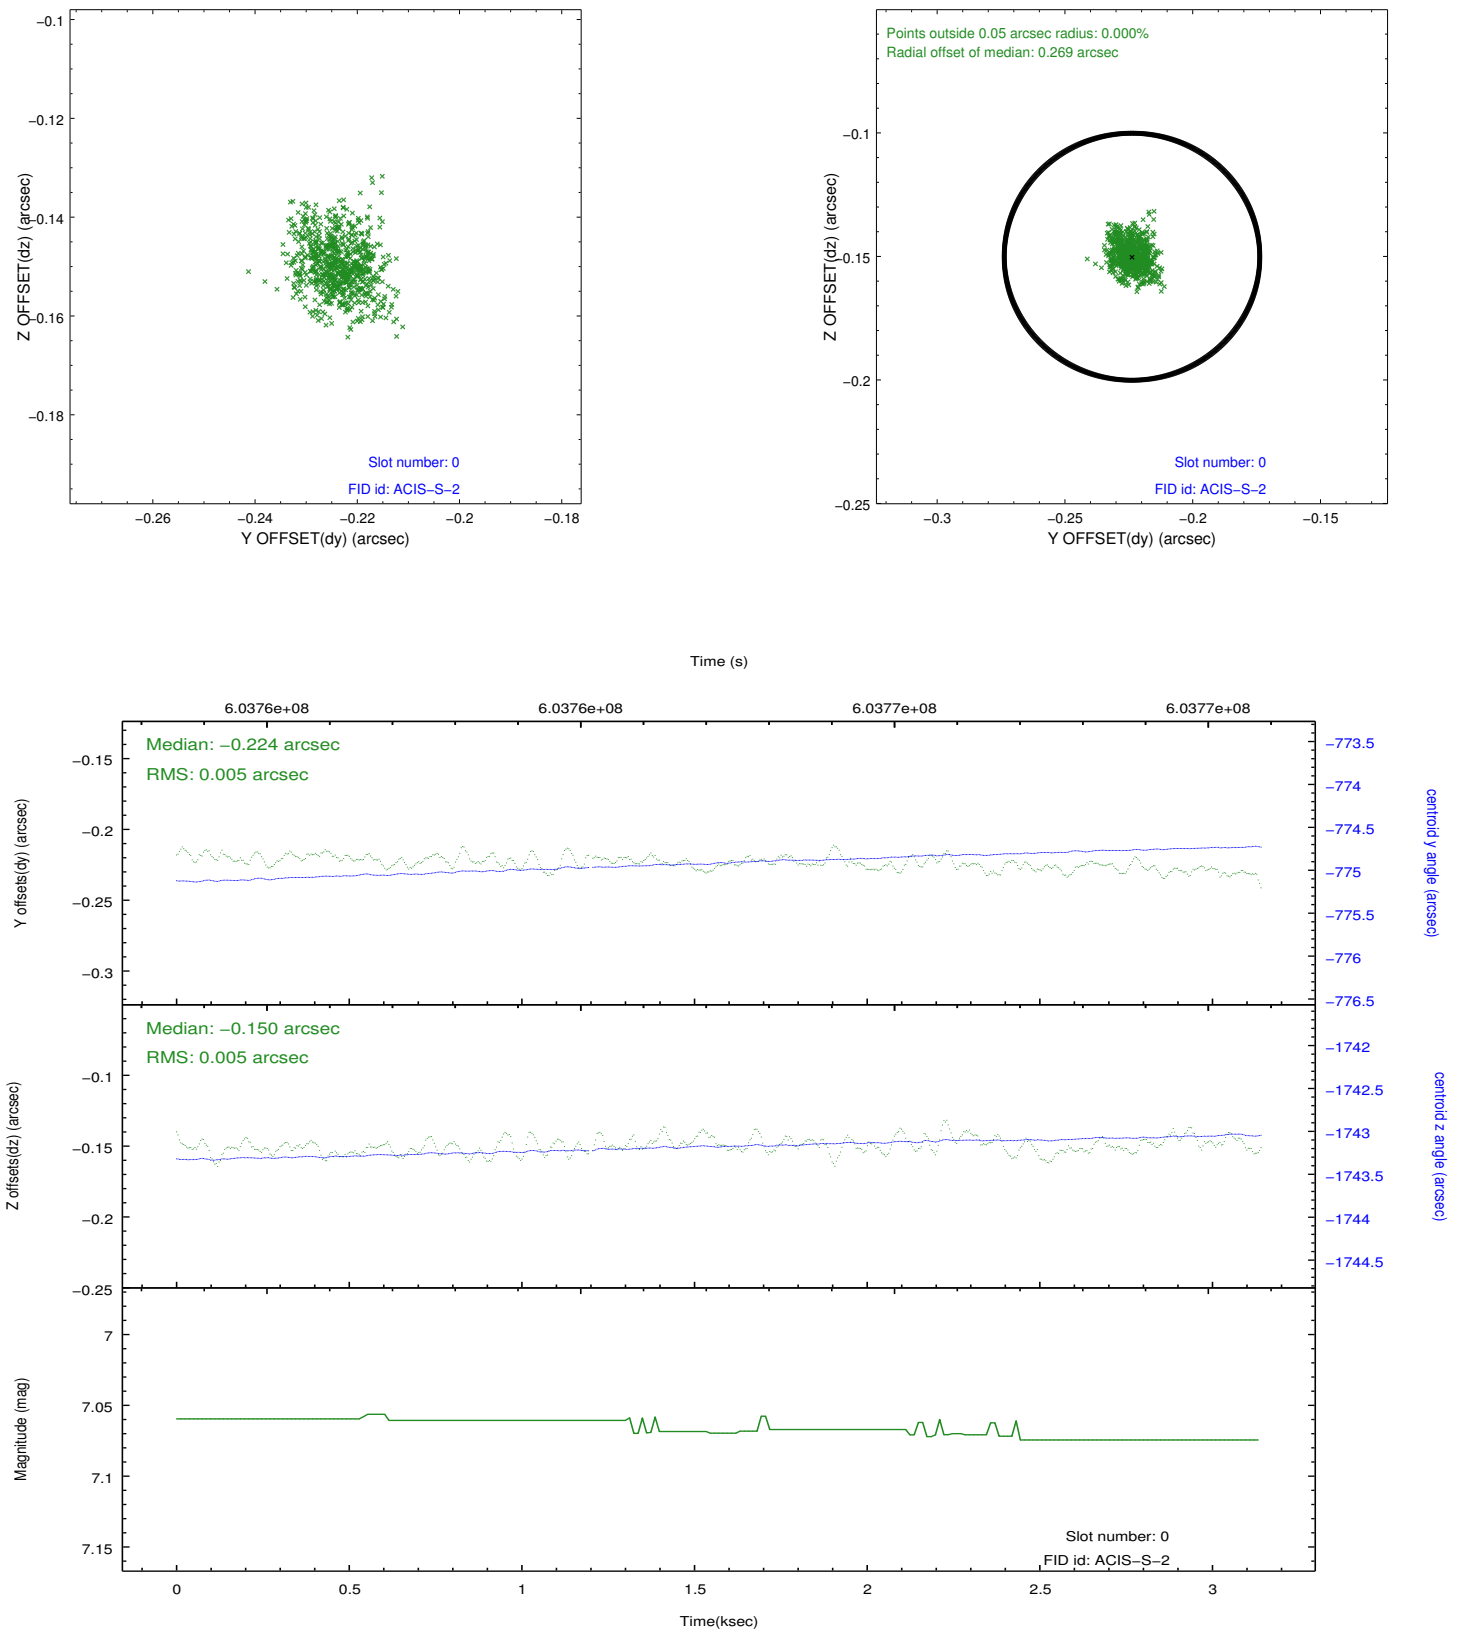 −0.1
−0.12
−0.14
−0.16
−0.18
Z OFFSET(dz) (arcsec)
Slot number: 0
FID id: ACIS−S−2
−0.26 −0.24 −0.22 −0.2 −0.18
Y OFFSET(dy) (arcsec)
Points outside 0.05 arcsec radius: 0.000%
Radial offset of median: 0.269 arcsec
−0.1
−0.15
−0.2
−0.25
Z OFFSET(dz) (arcsec)
Slot number: 0
FID id: ACIS−S−2
−0.3 −0.25 −0.2 −0.15
Y OFFSET(dy) (arcsec)
Time (s)
6.0376e+08 6.0376e+08 6.0377e+08 6.0377e+08
Median: −0.224 arcsec
RMS: 0.005 arcsec
−0.15
−0.2
−0.25
−0.3
Y offsets(dy) (arcsec)
−773.5
−774
−774.5
−775
−775.5
−776
−776.5
centroid y angle (arcsec)
Median: −0.150 arcsec
RMS: 0.005 arcsec
−0.1
−0.15
−0.2
−0.25
Z offsets(dz) (arcsec)
−1742
−1742.5
−1743
−1743.5
−1744
−1744.5
centroid z angle (arcsec)
7
7.05
7.1
7.15
Magnitude (mag)
Slot number: 0
FID id: ACIS−S−2
0 0.5 1 1.5 2 2.5 3
Time(ksec)